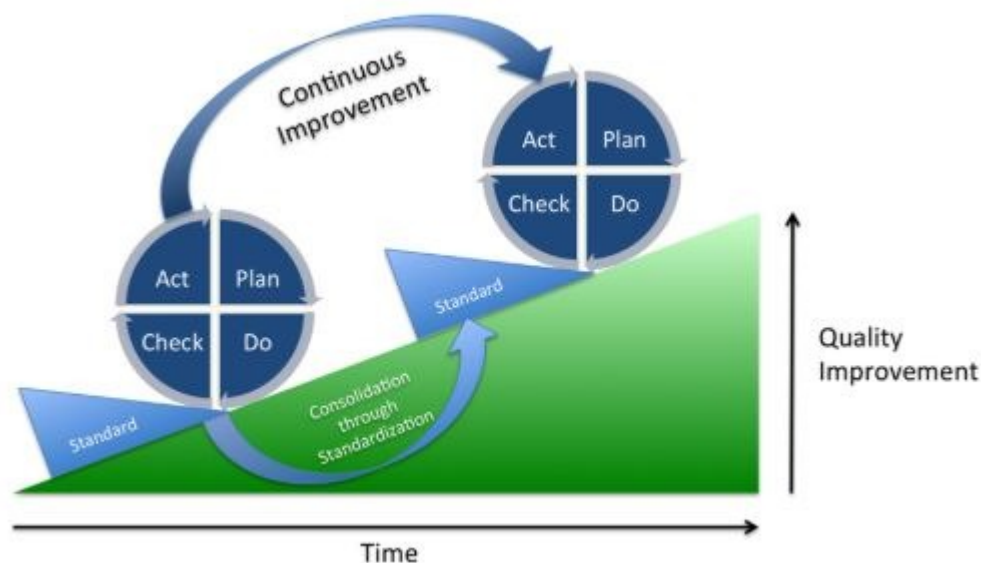 Continuous
Improvement
Act
Plan
Check
Do
Act
Plan
Check
Do
Standard
Standard
Consolidation
through
Standardization
Quality
Improvement
Time